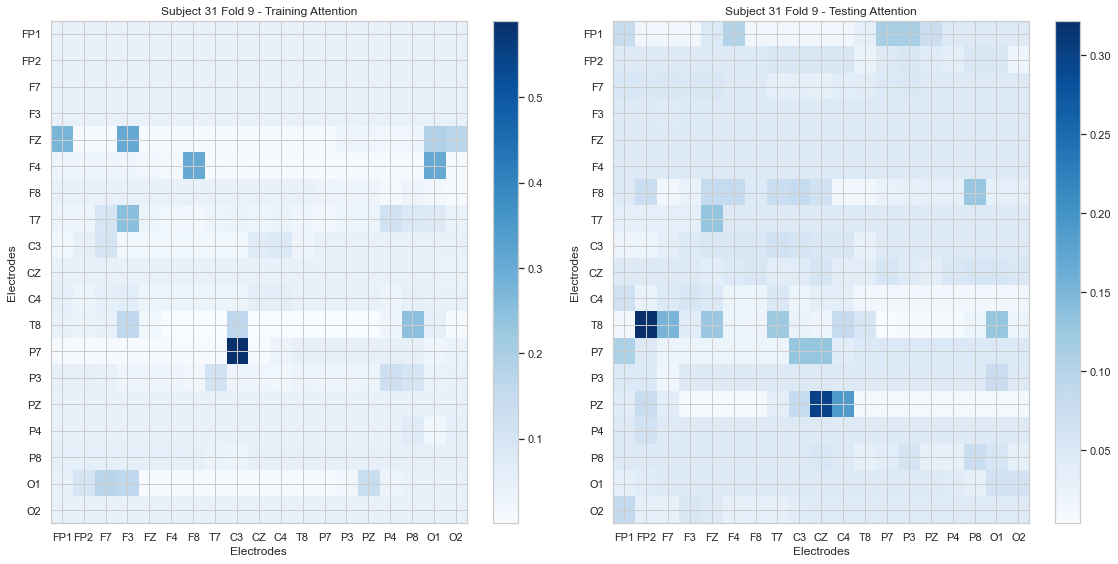 Subject 31 Fold 9 - Training Attention
Electrodes
FP1
FP2
F7
F3
FZ
F4
F8
T7
C3
CZ
C4
T8
P7
P3
PZ
P4
P8
O1
O2
FP1 FP2 F7 F3 FZ F4 F8 T7 C3 CZ C4 T8 P7 P3 PZ P4 P8 O1 O2
Electrodes
0.5
0.4
0.3
0.2
0.1
Subject 31 Fold 9 - Testing Attention
Electrodes
FP1
FP2
F7
F3
FZ
F4
F8
T7
C3
CZ
C4
T8
P7
P3
PZ
P4
P8
O1
O2
FP1 FP2 F7 F3 FZ F4 F8 T7 C3 CZ C4 T8 P7 P3 PZ P4 P8 O1 O2
Electrodes
0.30
0.25
0.20
0.15
0.10
0.05